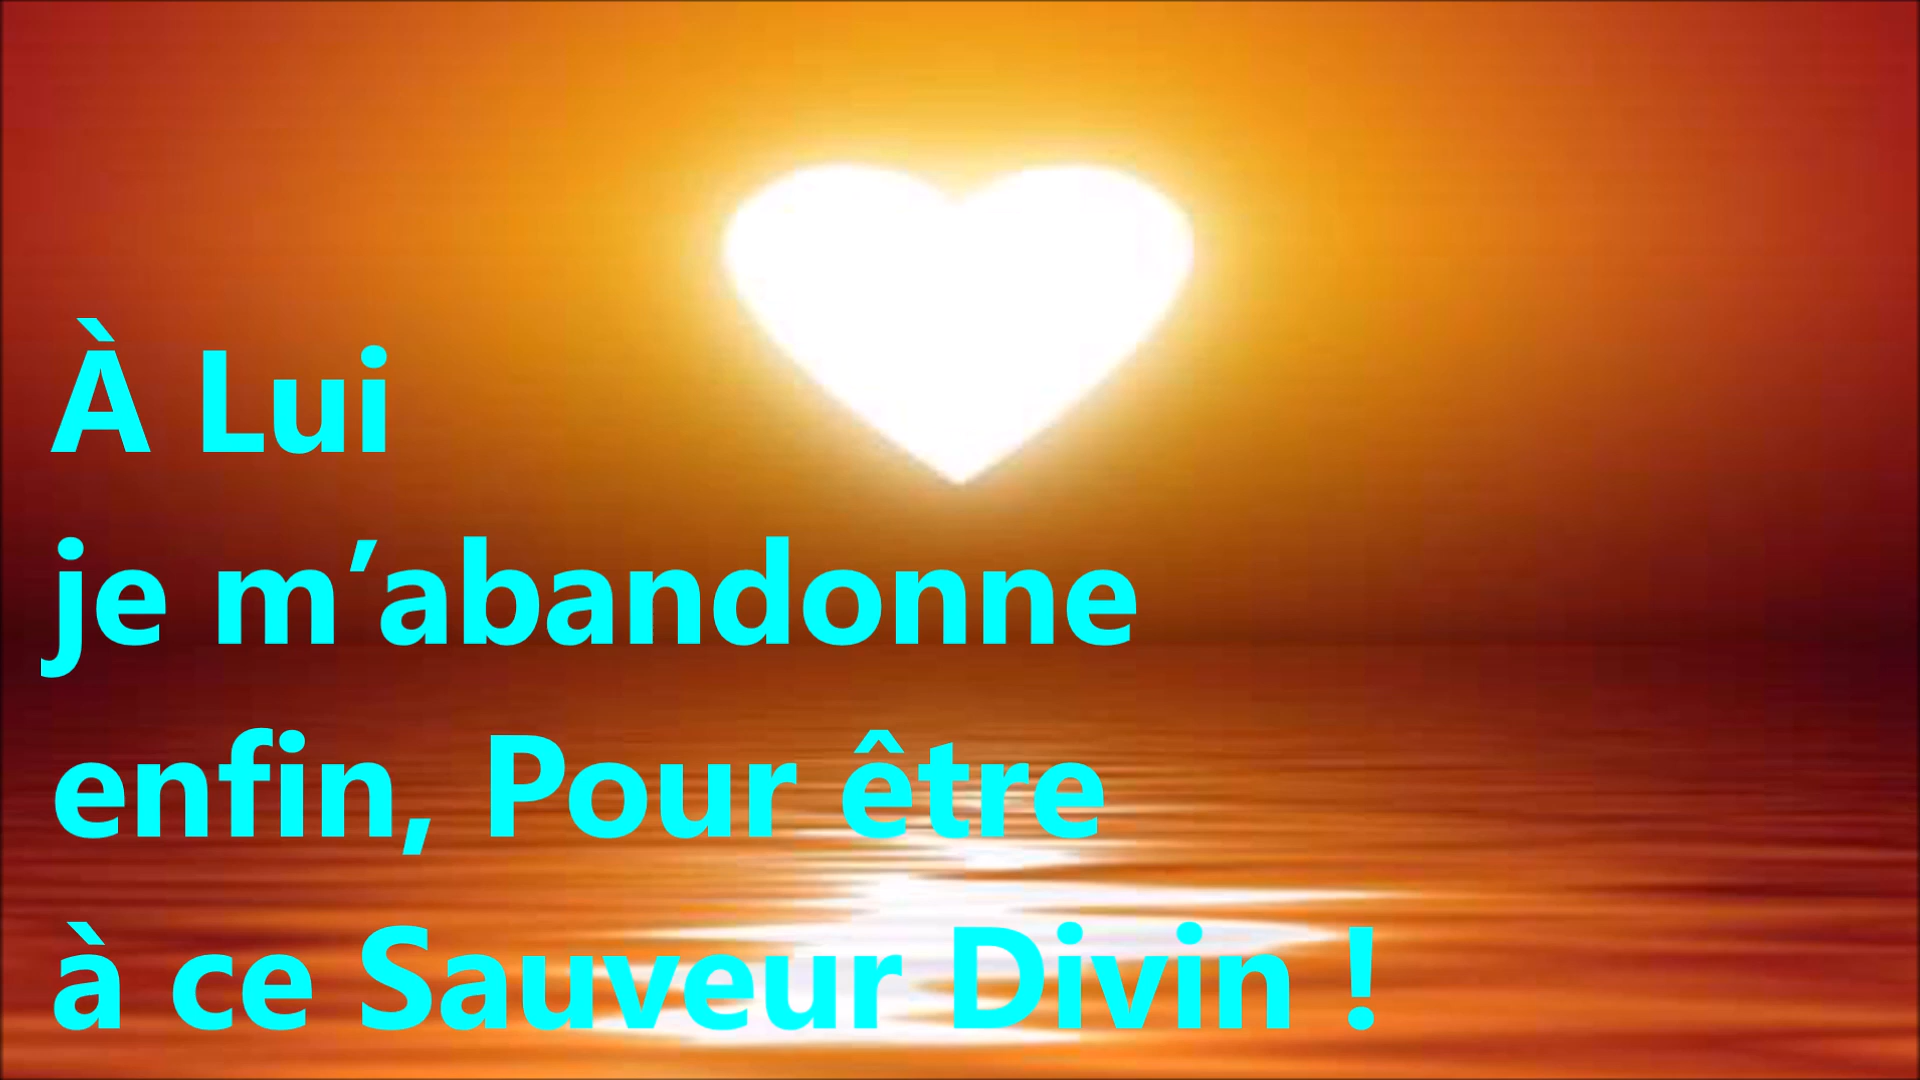 À Lui
je m’abandonne
enfin, Pour être
à ce Sauveur Divin !